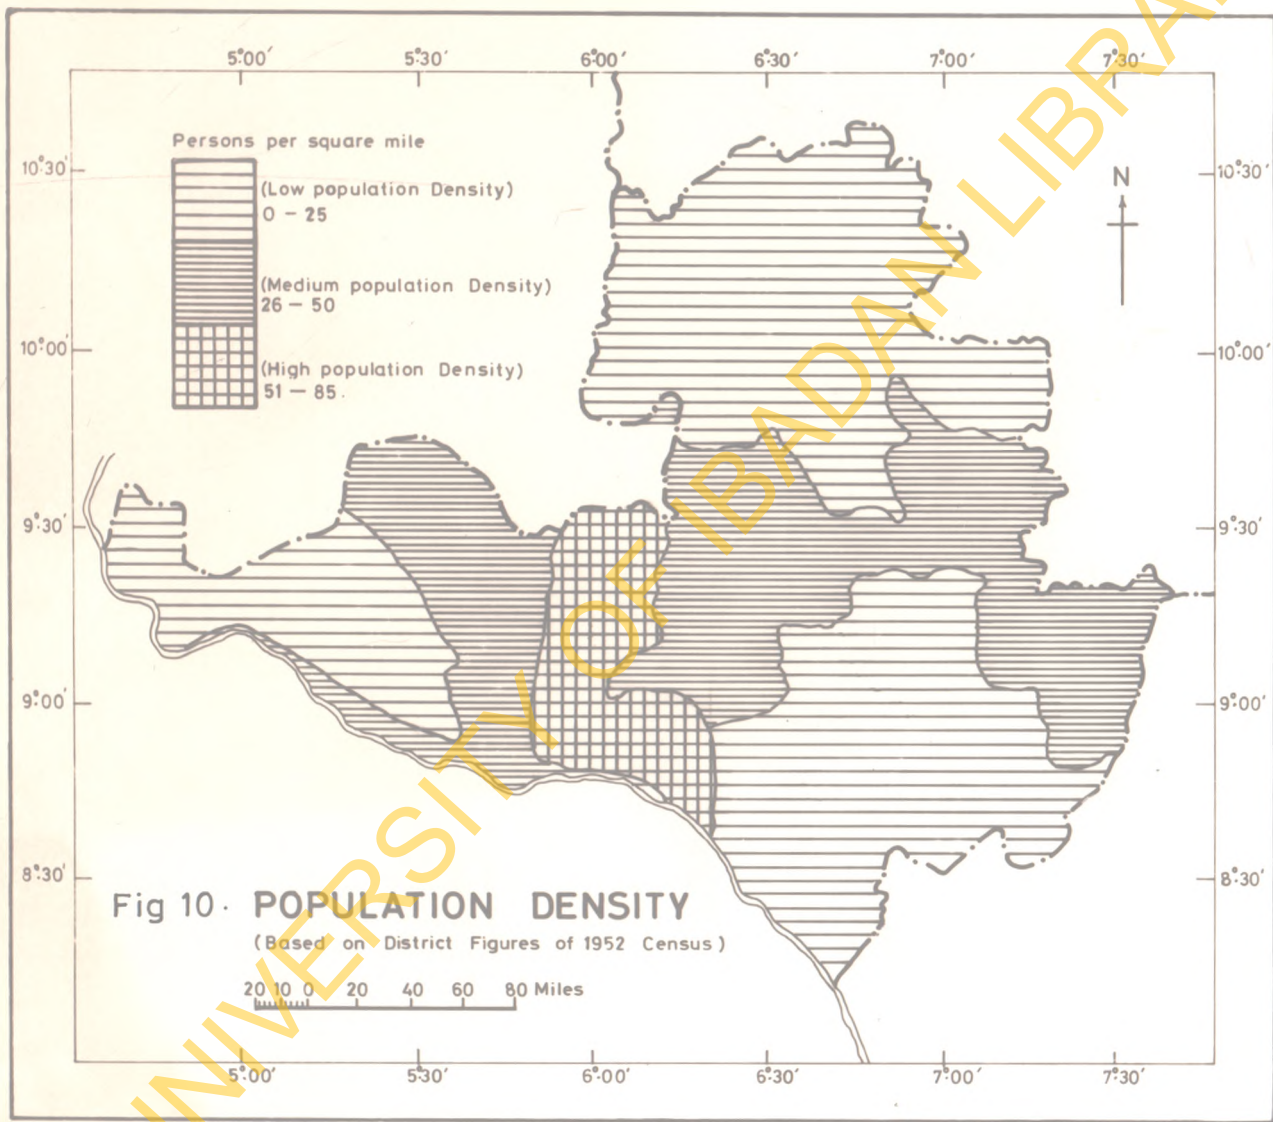 5°00′ 5°30′ 6°00′ 6°30′ 7°00′ 7°30′
Persons per square mile
10°30′ 10°30′
(Low population Density)
0 – 25
N
(Medium population Density)
26 – 50
10°00′ 10°00′
(High population Density)
51 – 85.
9°30′ 9°30′
9°00′ 9°00′
8°30′ 8°30′
Fig 10. POPULATION DENSITY
(Based on District Figures of 1952 Census)
20 10 0 20 40 60 80 Miles
5°00′ 5°30′ 6°00′ 6°30′ 7°00′ 7°30′
UNIVERSITY OF IBADAN LIBRA